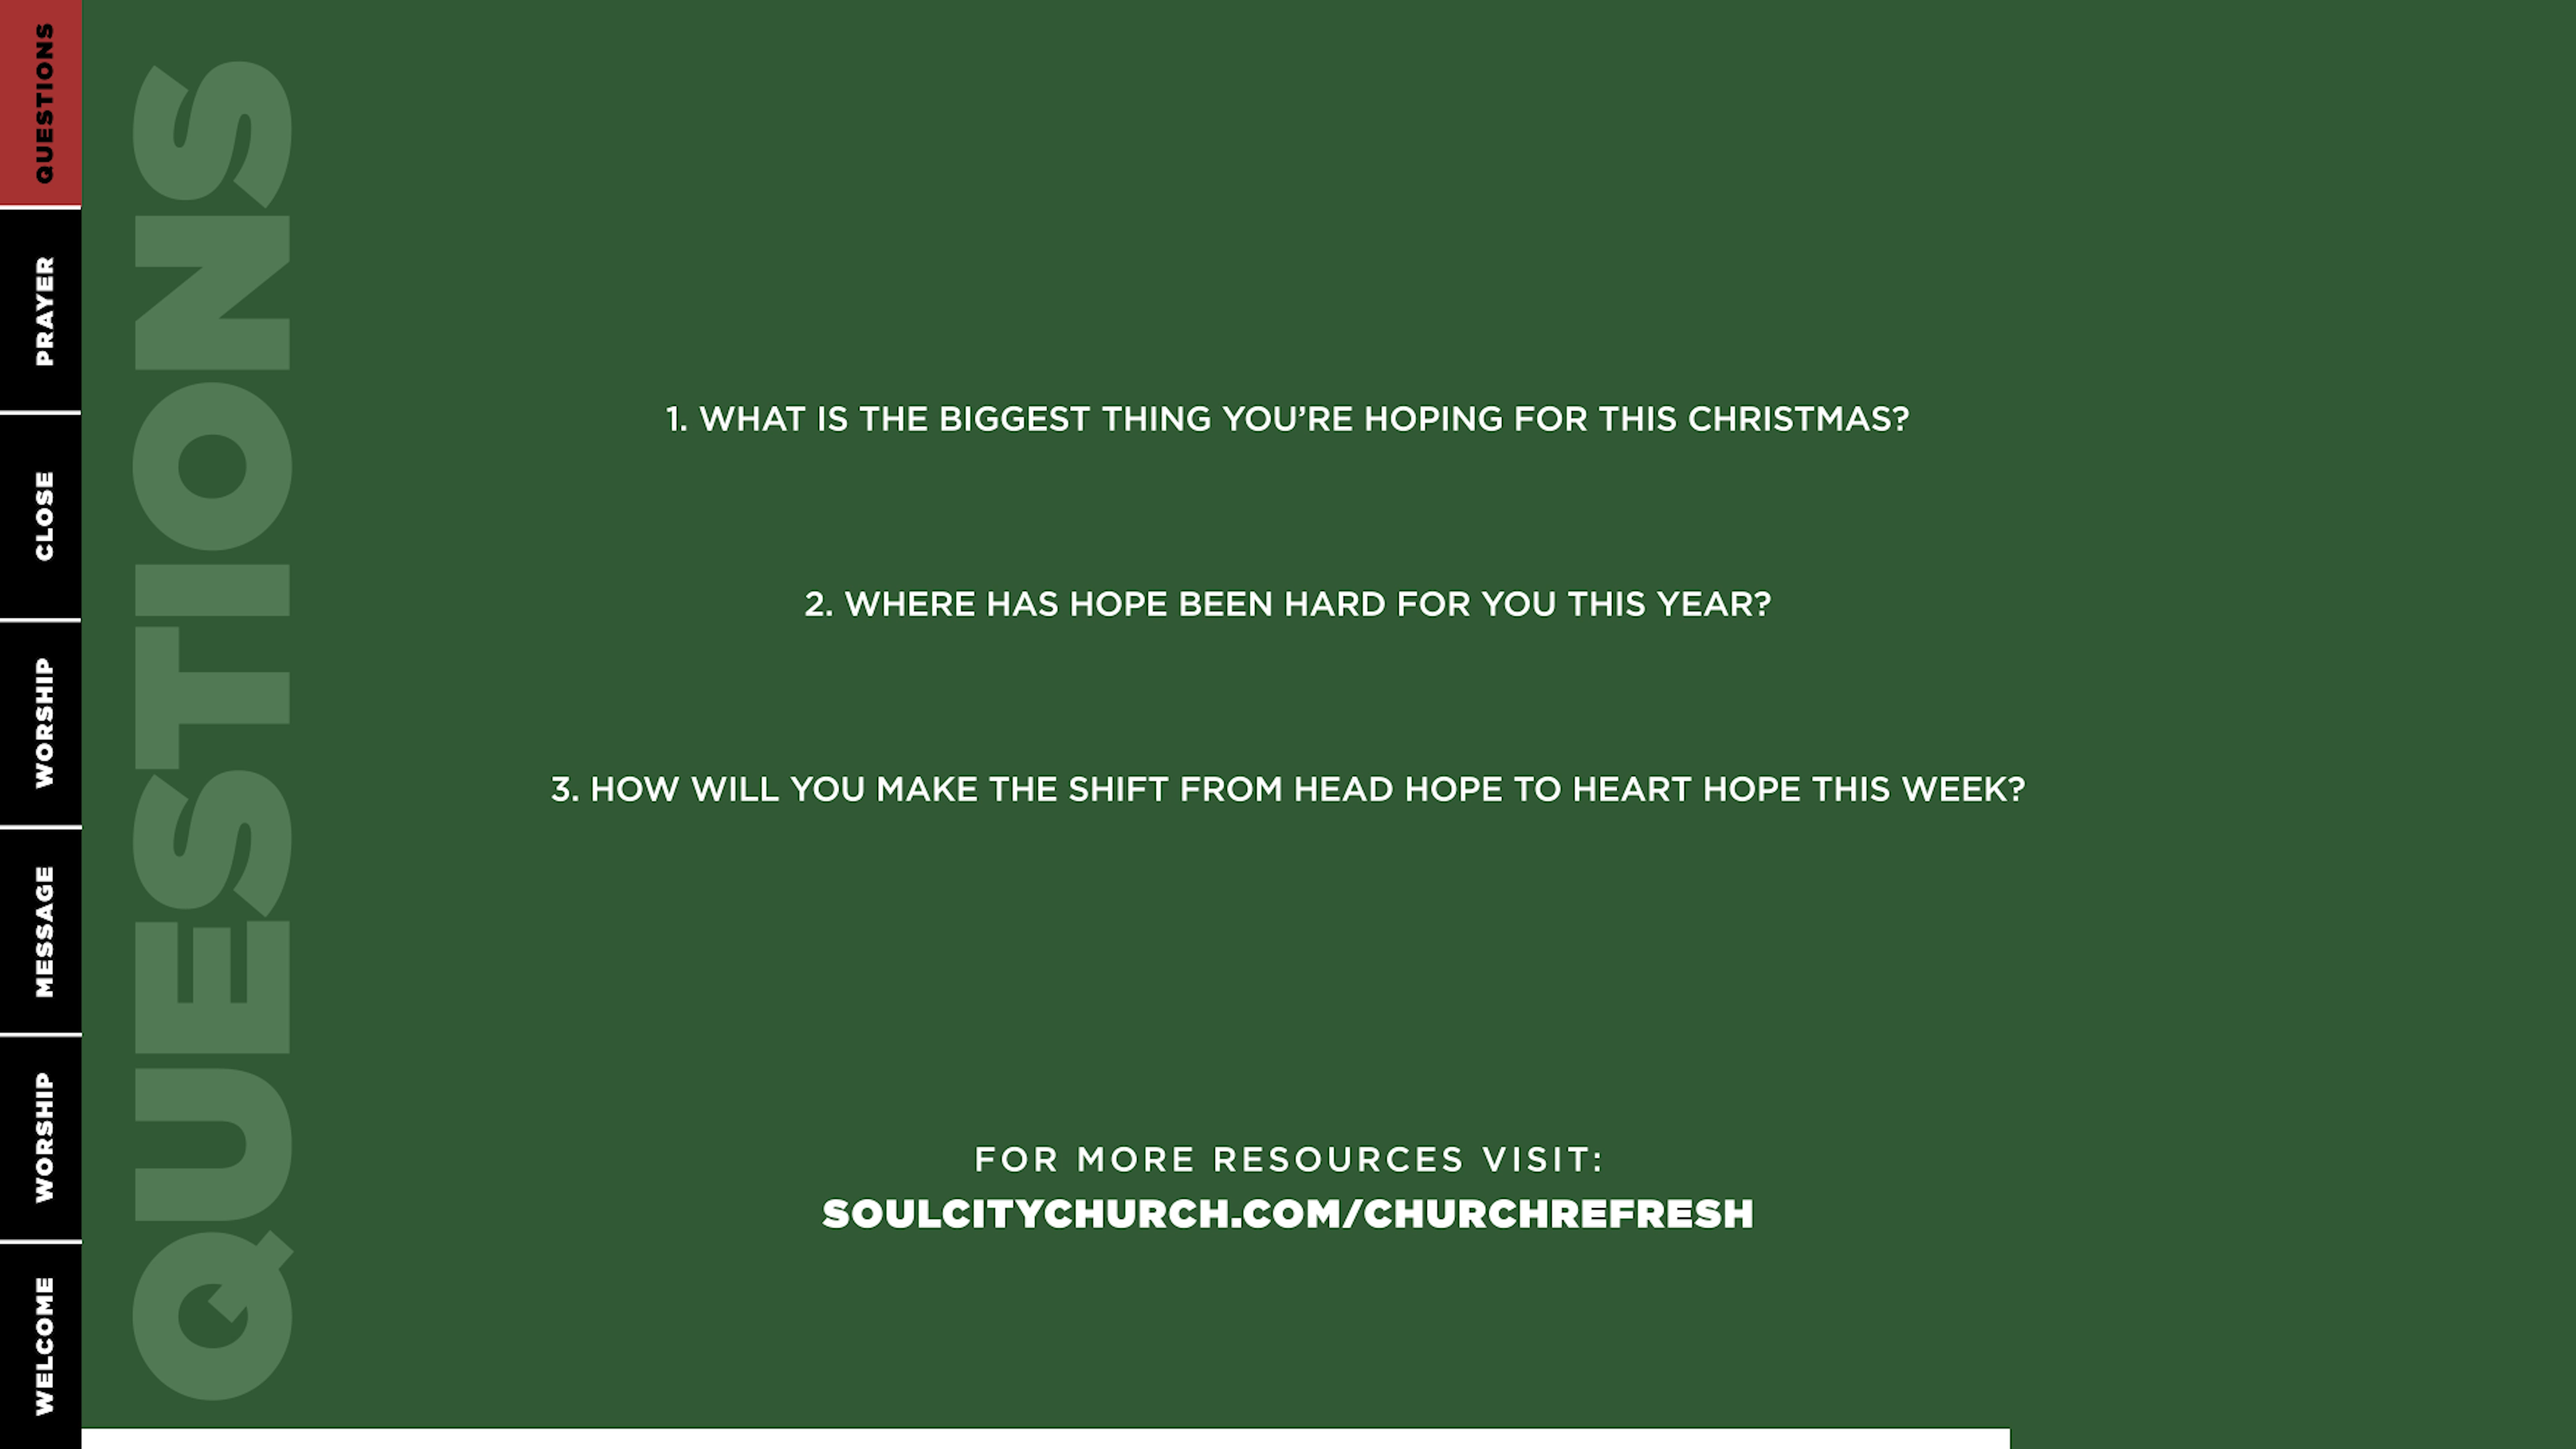 QUESTIONS
PRAYER
CLOSE
WORSHIP
MESSAGE
WORSHIP
WELCOME
QUESTIONS
1. WHAT IS THE BIGGEST THING YOU’RE HOPING FOR THIS CHRISTMAS?
2. WHERE HAS HOPE BEEN HARD FOR YOU THIS YEAR?
3. HOW WILL YOU MAKE THE SHIFT FROM HEAD HOPE TO HEART HOPE THIS WEEK?
FOR MORE RESOURCES VISIT:
SOULCITYCHURCH.COM/CHURCHREFRESH